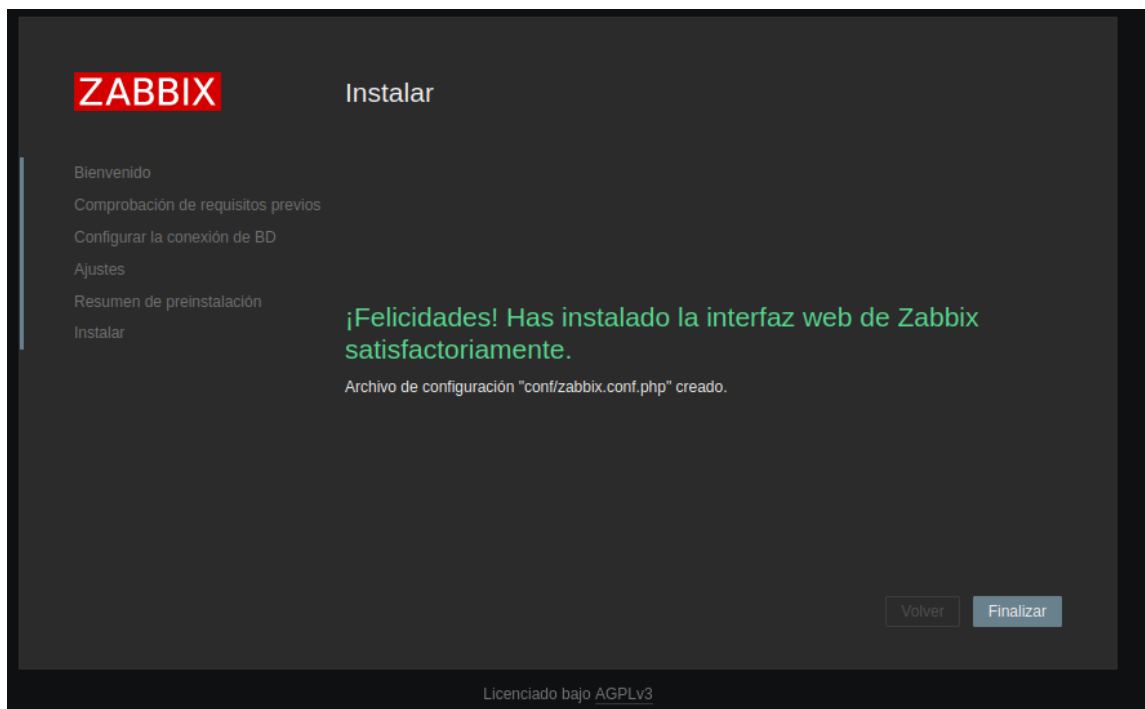 ZABBIX
Instalar
Bienvenido
Comprobación de requisitos previos
Configurar la conexión de BD
Ajustes
Resumen de preinstalación
Instalar
¡Felicidades! Has instalado la interfaz web de Zabbix
satisfactoriamente.
Archivo de configuración "conf/zabbix.conf.php" creado.
Volver
Finalizar
Licenciado bajo AGPLv3